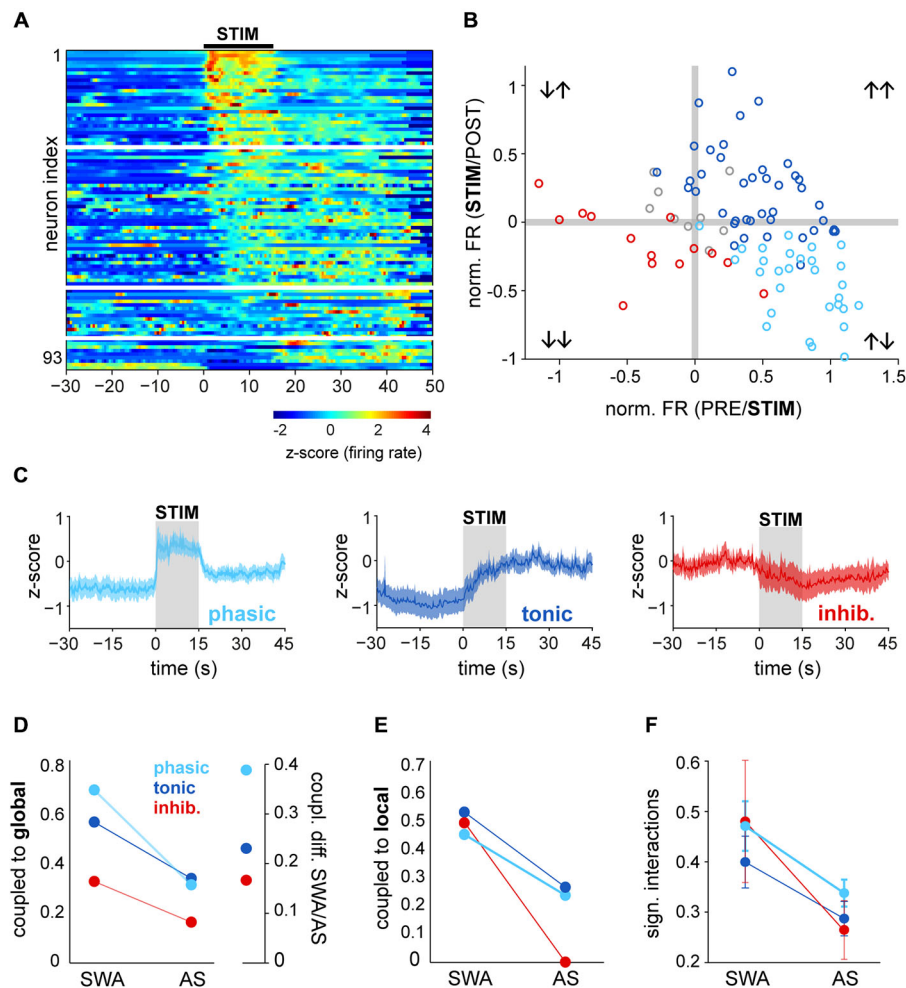 A
STIM
1
neuron index
93
−30 −20 −10 0 10 20 30 40 50
-2 0 2 4
z-score (firing rate)
B
norm. FR (STIM/POST)
1
0.5
0
-0.5
-1
↓↑
↑↑
↓↓
↑↓
-1 -0.5 0 0.5 1 1.5
norm. FR (PRE/STIM)
C
STIM
z-score
1
0
−1
phasic
−30 −15 0 15 30 45
time (s)
STIM
z-score
1
0
−1
tonic
−30 −15 0 15 30 45
time (s)
STIM
z-score
1
0
−1
inhib.
−30 −15 0 15 30 45
time (s)
D
coupled to global
0.8
0.6
0.4
0.2
0
phasic
tonic
inhib.
SWA AS
0.4
0.3
0.2
0.1
0
coupl. diff. SWA/AS
E
coupled to local
0.7
0.6
0.5
0.4
0.3
0.2
0.1
0
SWA AS
F
sign. interactions
0.6
0.5
0.4
0.3
0.2
SWA AS